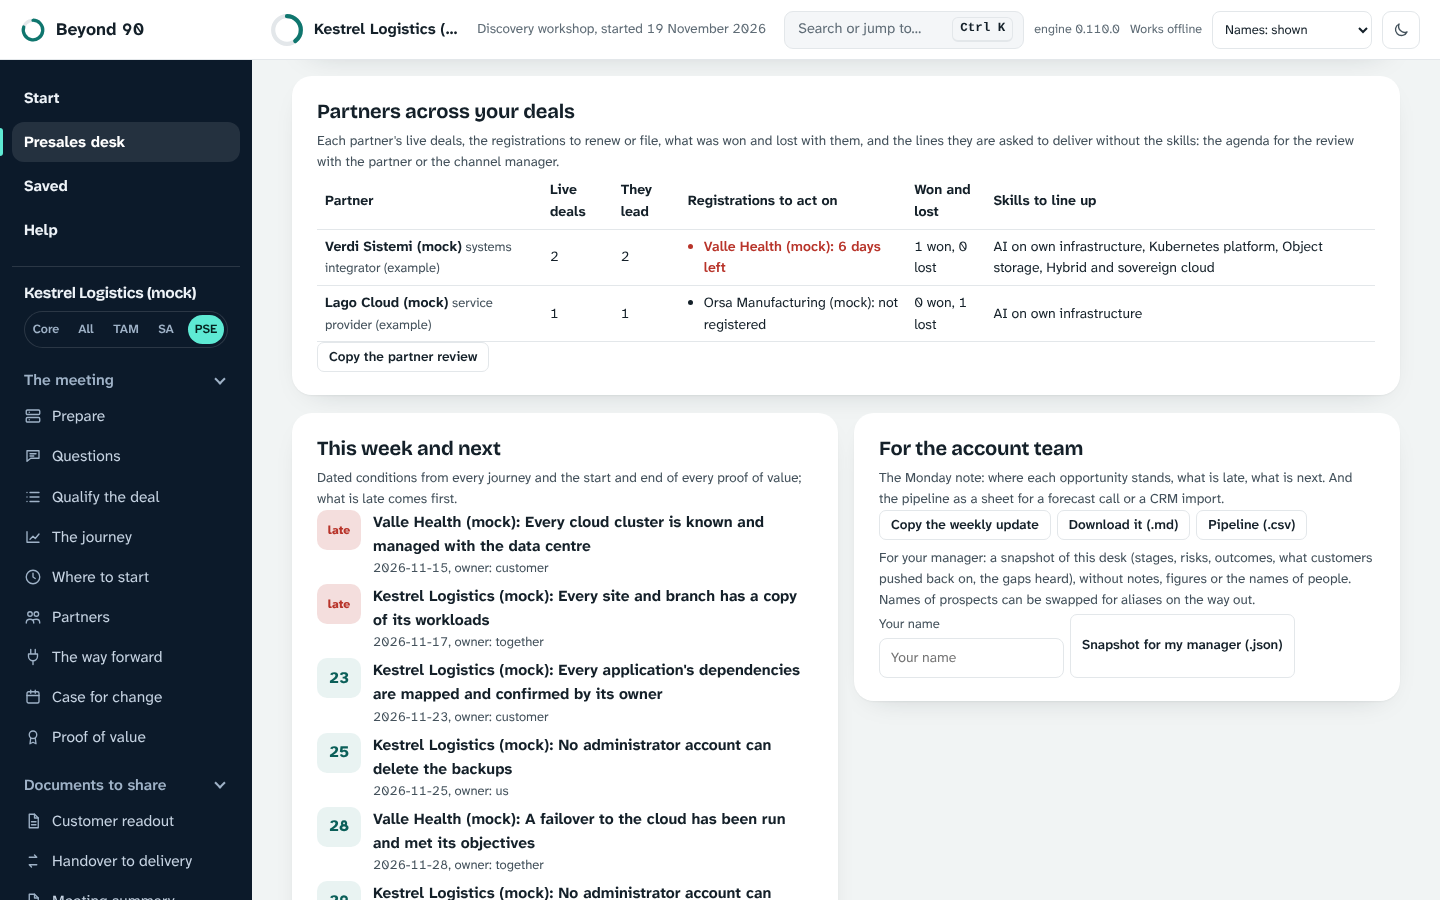 Beyond 90
Kestrel Logistics (...
Discovery workshop, started 19 November 2026
Search or jump to...
Ctrl K
engine 0.110.0
Works offline
Names: shown
Start
Presales desk
Saved
Help
Kestrel Logistics (mock)
Core All TAM SA PSE
The meeting
Prepare
Questions
Qualify the deal
The journey
Where to start
Partners
The way forward
Case for change
Proof of value
Documents to share
Customer readout
Handover to delivery
Meeting summary
Partners across your deals
Each partner's live deals, the registrations to renew or file, what was won and lost with them, and the lines they are asked to deliver without the skills: the agenda for the review
with the partner or the channel manager.
Partner
Live
deals
They
lead
Registrations to act on
Won and
lost
Skills to line up
Verdi Sistemi (mock) systems
integrator (example)
2
2
Valle Health (mock): 6 days
left
1 won, 0
lost
AI on own infrastructure, Kubernetes platform, Object
storage, Hybrid and sovereign cloud
Lago Cloud (mock) service
provider (example)
1
1
Orsa Manufacturing (mock): not
registered
0 won, 1
lost
AI on own infrastructure
Copy the partner review
This week and next
Dated conditions from every journey and the start and end of every proof of value;
what is late comes first.
late
Valle Health (mock): Every cloud cluster is known and
managed with the data centre
2026-11-15, owner: customer
late
Kestrel Logistics (mock): Every site and branch has a copy
of its workloads
2026-11-17, owner: together
23
Kestrel Logistics (mock): Every application's dependencies
are mapped and confirmed by its owner
2026-11-23, owner: customer
25
Kestrel Logistics (mock): No administrator account can
delete the backups
2026-11-25, owner: us
28
Valle Health (mock): A failover to the cloud has been run
and met its objectives
2026-11-28, owner: together
Kestrel Logistics (mock): No administrator account can
For the account team
The Monday note: where each opportunity stands, what is late, what is next. And
the pipeline as a sheet for a forecast call or a CRM import.
Copy the weekly update
Download it (.md)
Pipeline (.csv)
For your manager: a snapshot of this desk (stages, risks, outcomes, what customers
pushed back on, the gaps heard), without notes, figures or the names of people.
Names of prospects can be swapped for aliases on the way out.
Your name
Your name
Snapshot for my manager (.json)